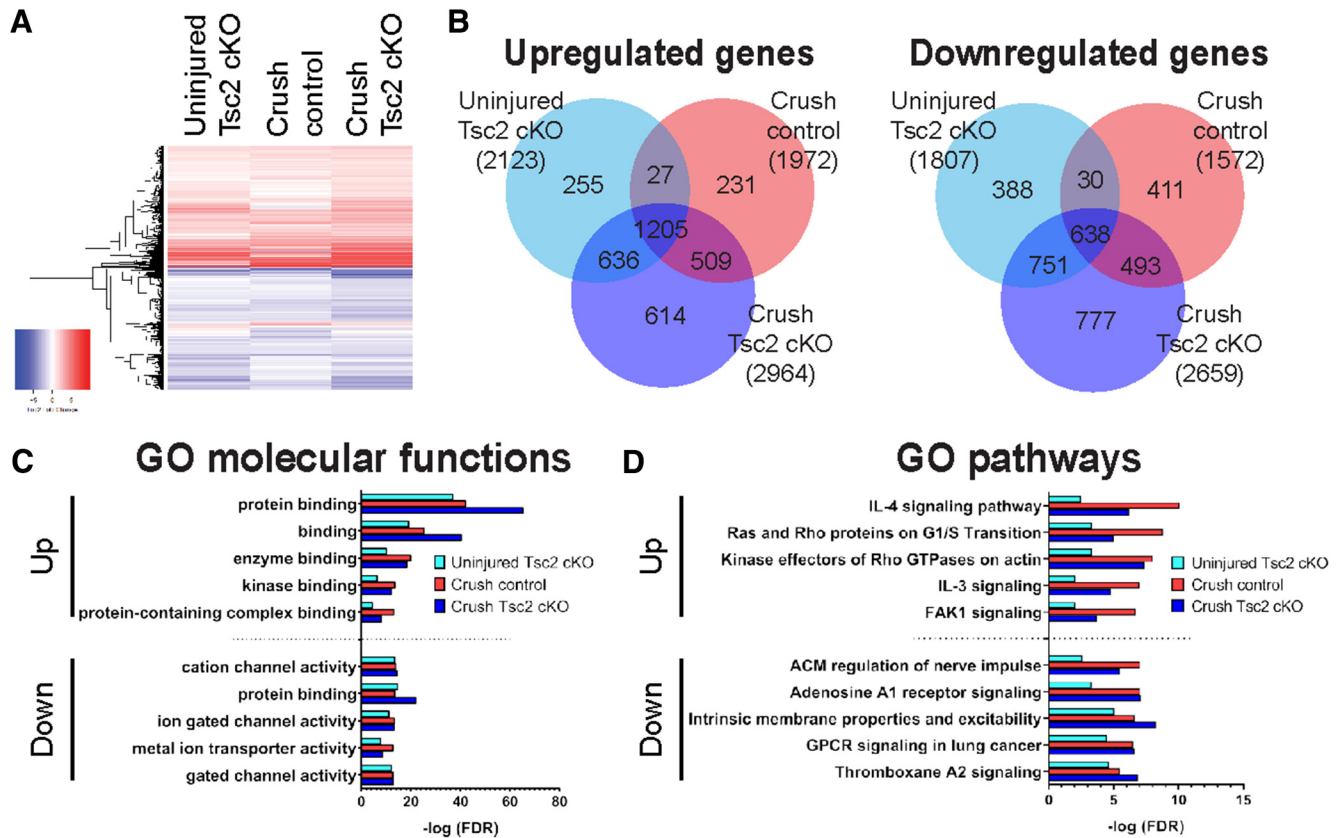 A
Uninjured
Tsc2 cKO
Crush
control
Crush
Tsc2 cKO
-5 0 5
B
Upregulated genes
Uninjured
Tsc2 cKO
(2123)
Crush
control
(1972)
255
27
231
1205
636
509
614
Crush
Tsc2 cKO
(2964)
Downregulated genes
Uninjured
Tsc2 cKO
(1807)
Crush
control
(1572)
388
30
411
638
751
493
777
Crush
Tsc2 cKO
(2659)
C
GO molecular functions
Up
protein binding
binding
enzyme binding
kinase binding
protein-containing complex binding
Uninjured Tsc2 cKO
Crush control
Crush Tsc2 cKO
Down
cation channel activity
protein binding
ion gated channel activity
metal ion transporter activity
gated channel activity
0 20 40 60 80
-log (FDR)
D
GO pathways
Up
IL-4 signaling pathway
Ras and Rho proteins on G1/S Transition
Kinase effectors of Rho GTPases on actin
IL-3 signaling
FAK1 signaling
Uninjured Tsc2 cKO
Crush control
Crush Tsc2 cKO
Down
ACM regulation of nerve impulse
Adenosine A1 receptor signaling
Intrinsic membrane properties and excitability
GPCR signaling in lung cancer
Thromboxane A2 signaling
0 5 10 15
-log (FDR)